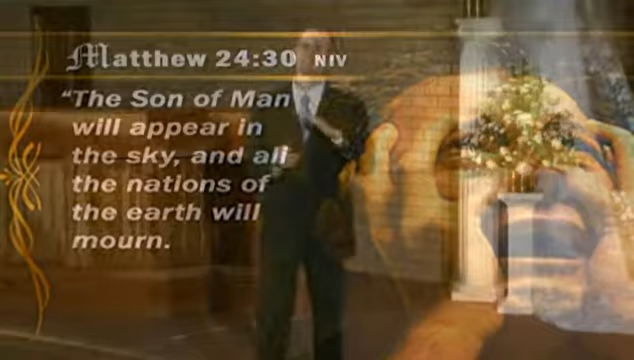 Matthew 24:30 NIV
“The Son of Man
will appear in
the sky, and all
the nations of
the earth will
mourn.